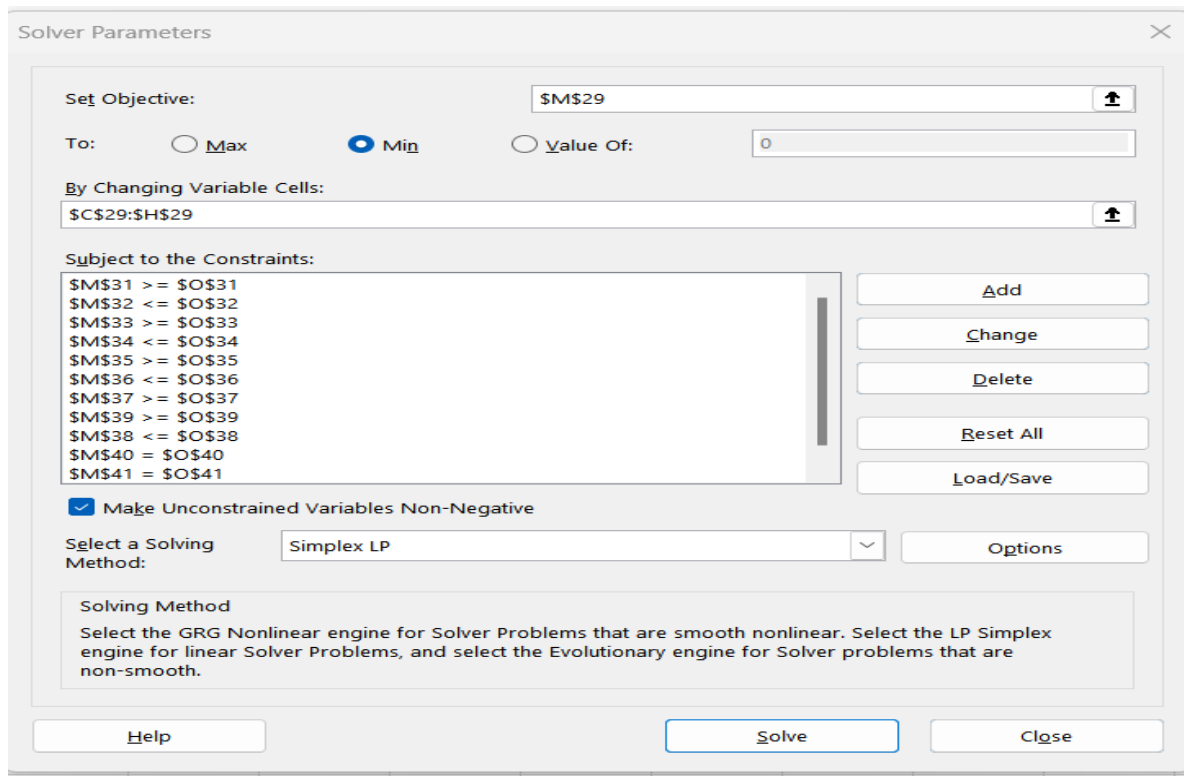 Solver Parameters
Set Objective:
$M$29
To:
Max
Min
Value Of:
0
By Changing Variable Cells:
$C$29:$H$29
Subject to the Constraints:
$M$31 >= $O$31
$M$32 <= $O$32
$M$33 >= $O$33
$M$34 <= $O$34
$M$35 >= $O$35
$M$36 <= $O$36
$M$37 >= $O$37
$M$39 >= $O$39
$M$38 <= $O$38
$M$40 = $O$40
$M$41 = $O$41
Add
Change
Delete
Reset All
Load/Save
Make Unconstrained Variables Non-Negative
Select a Solving
Method:
Simplex LP
Options
Solving Method
Select the GRG Nonlinear engine for Solver Problems that are smooth nonlinear. Select the LP Simplex
engine for linear Solver Problems, and select the Evolutionary engine for Solver problems that are
non-smooth.
Help
Solve
Close